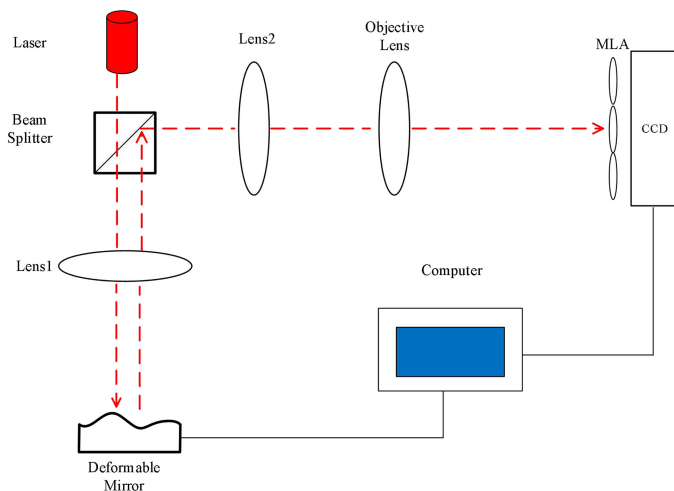 Laser
Beam
Splitter
Lens2
Objective
Lens
MLA
CCD
Lens1
Computer
Deformable
Mirror